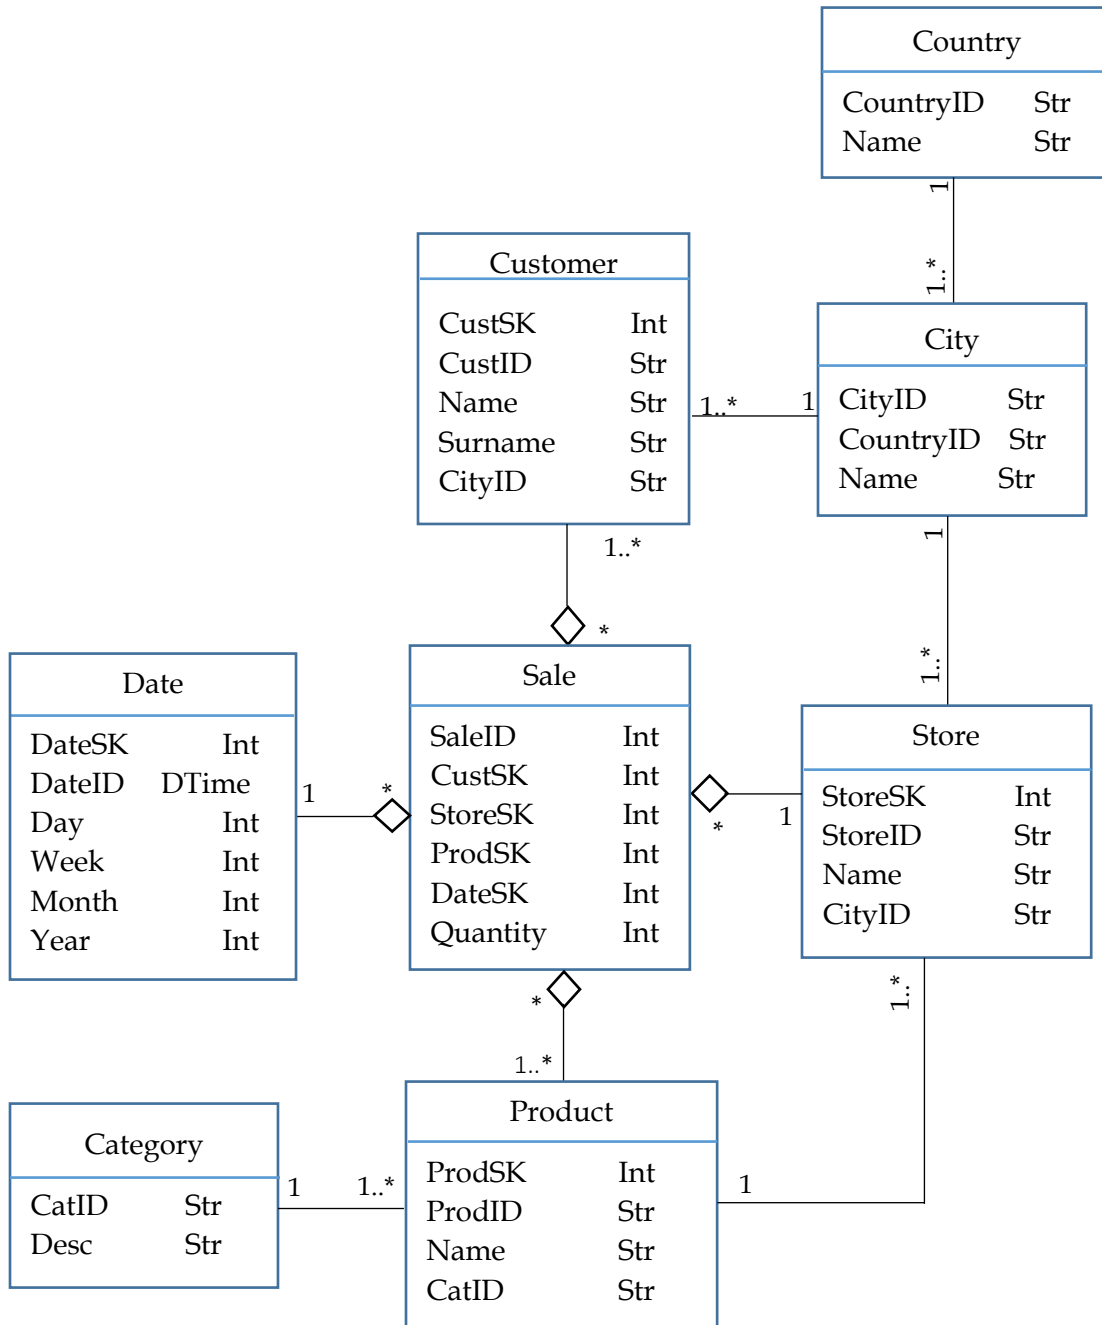 Country
CountryID Str
Name Str
1
1..*
Customer
CustSK Int
CustID Str
Name Str
Surname Str
CityID Str
1..*
1
City
CityID Str
CountryID Str
Name Str
1..*
*
1
1..*
Date
DateSK Int
DateID DTime
Day Int
Week Int
Month Int
Year Int
1
*
Sale
SaleID Int
CustSK Int
StoreSK Int
ProdSK Int
DateSK Int
Quantity Int
*
1
Store
StoreSK Int
StoreID Str
Name Str
CityID Str
*
1..*
1..*
Category
CatID Str
Desc Str
1
1..*
Product
ProdSK Int
ProdID Str
Name Str
CatID Str
1